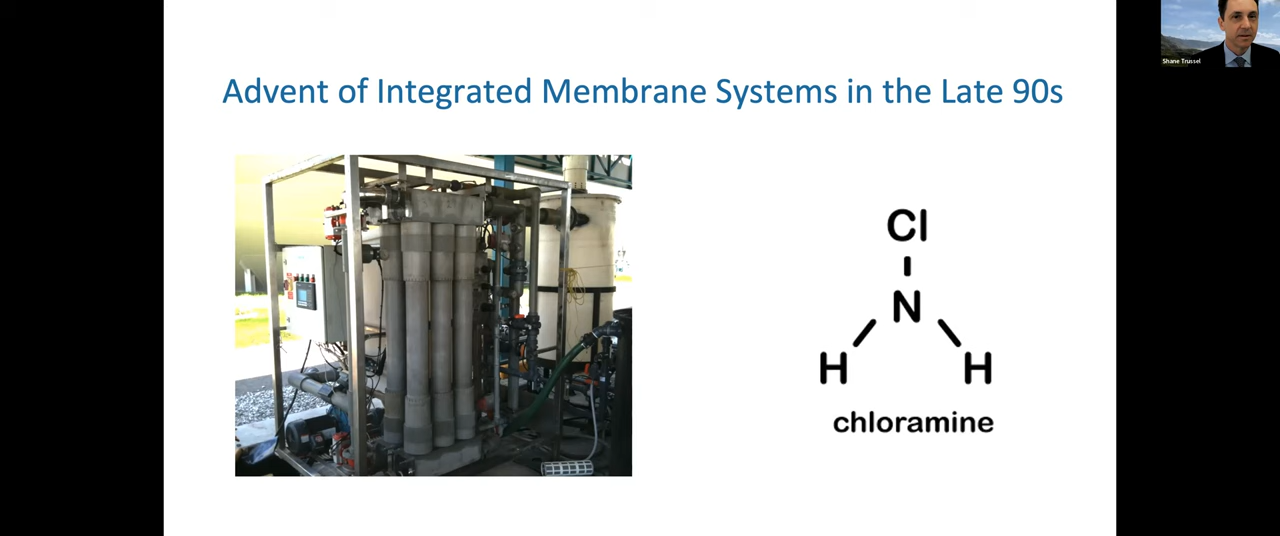 Advent of Integrated Membrane Systems in the Late 90s
Shane Trussel
Cl
N
H H
chloramine